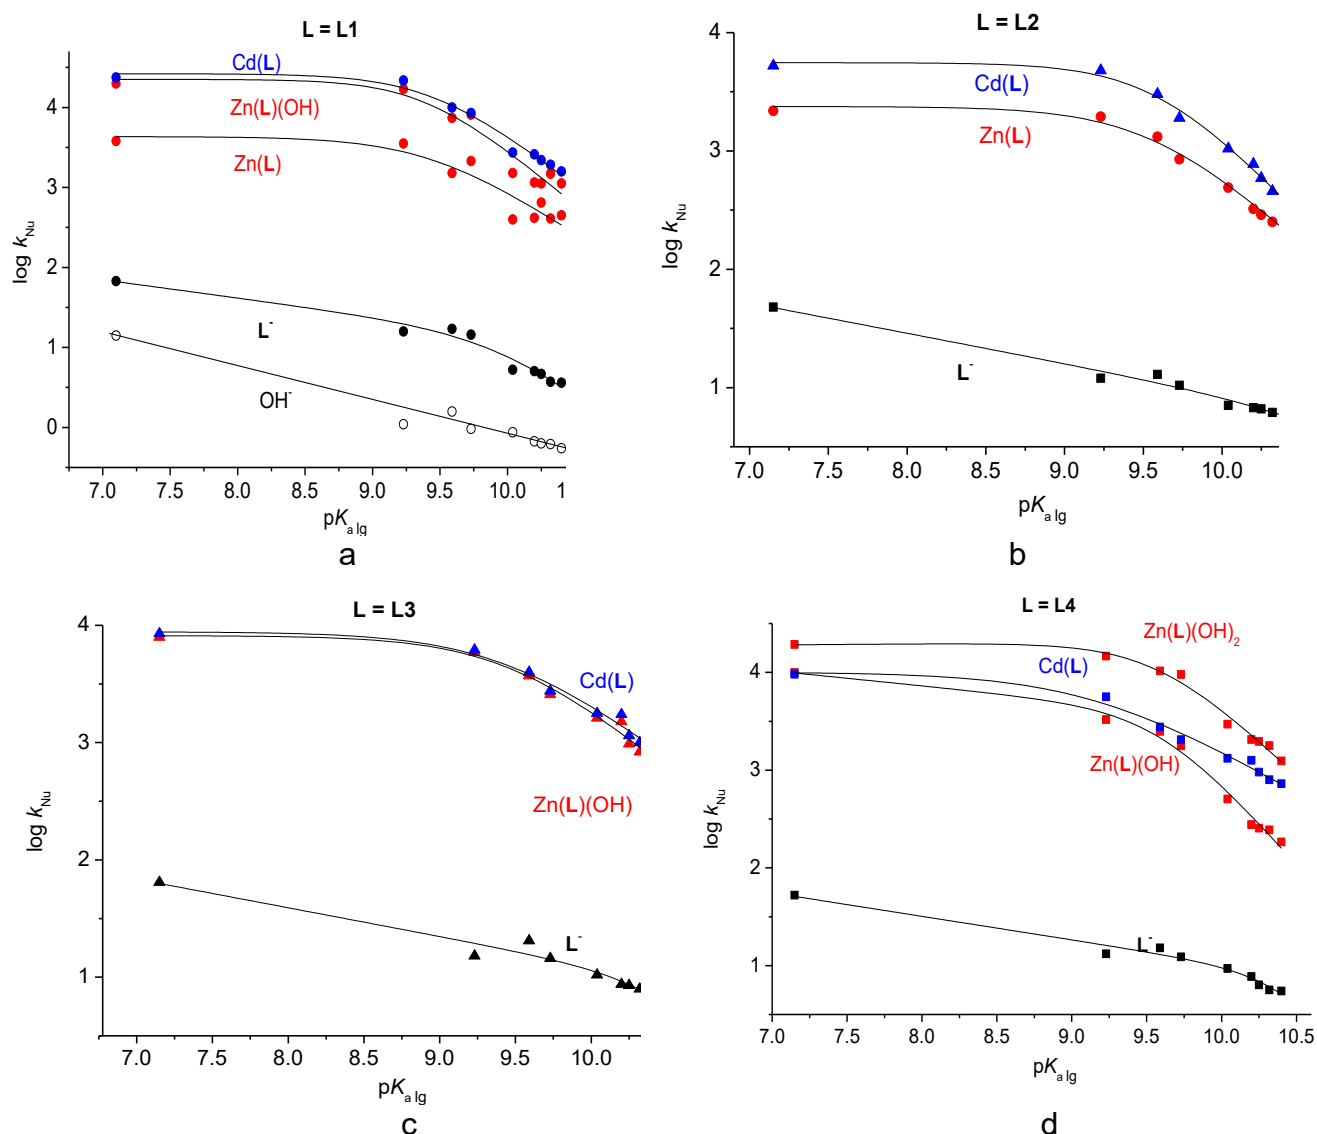 L = L1
Cd(L)
Zn(L)(OH)
Zn(L)
L-
OH-
4
3
2
1
0
log kNu
7.0 7.5 8.0 8.5 9.0 9.5 10.0 1
pKa lg
a
L = L2
Cd(L)
Zn(L)
L-
4
3
2
1
log kNu
7.0 7.5 8.0 8.5 9.0 9.5 10.0
pKa lg
b
L = L3
Cd(L)
Zn(L)(OH)
L-
4
3
2
1
log kNu
7.0 7.5 8.0 8.5 9.0 9.5 10.0
pKa lg
c
L = L4
Zn(L)(OH)2
Cd(L)
Zn(L)(OH)
L-
4
3
2
1
log kNu
7.0 7.5 8.0 8.5 9.0 9.5 10.0 10.5
pKa lg
d